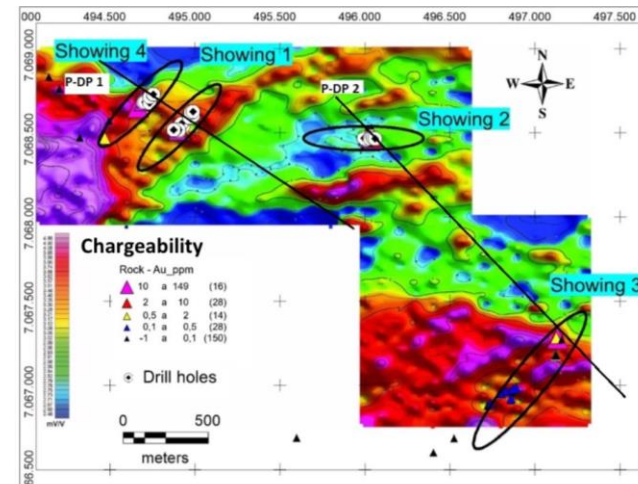 000 494.500 495.000 495.500 496.000 496.500 497.000 497.500
7.069.000
7.068.500
7.068.000
7.067.500
7.067.000
66.500
Showing 4
Showing 1
P-DP 1
P-DP 2
Showing 2
Showing 3
N
W E
S
Chargeability
Rock - Au_ppm
10 a 149 (16)
2 a 10 (28)
0,5 a 2 (14)
0,1 a 0,5 (28)
-1 a 0,1 (150)
Drill holes
mV/V
0 500
meters